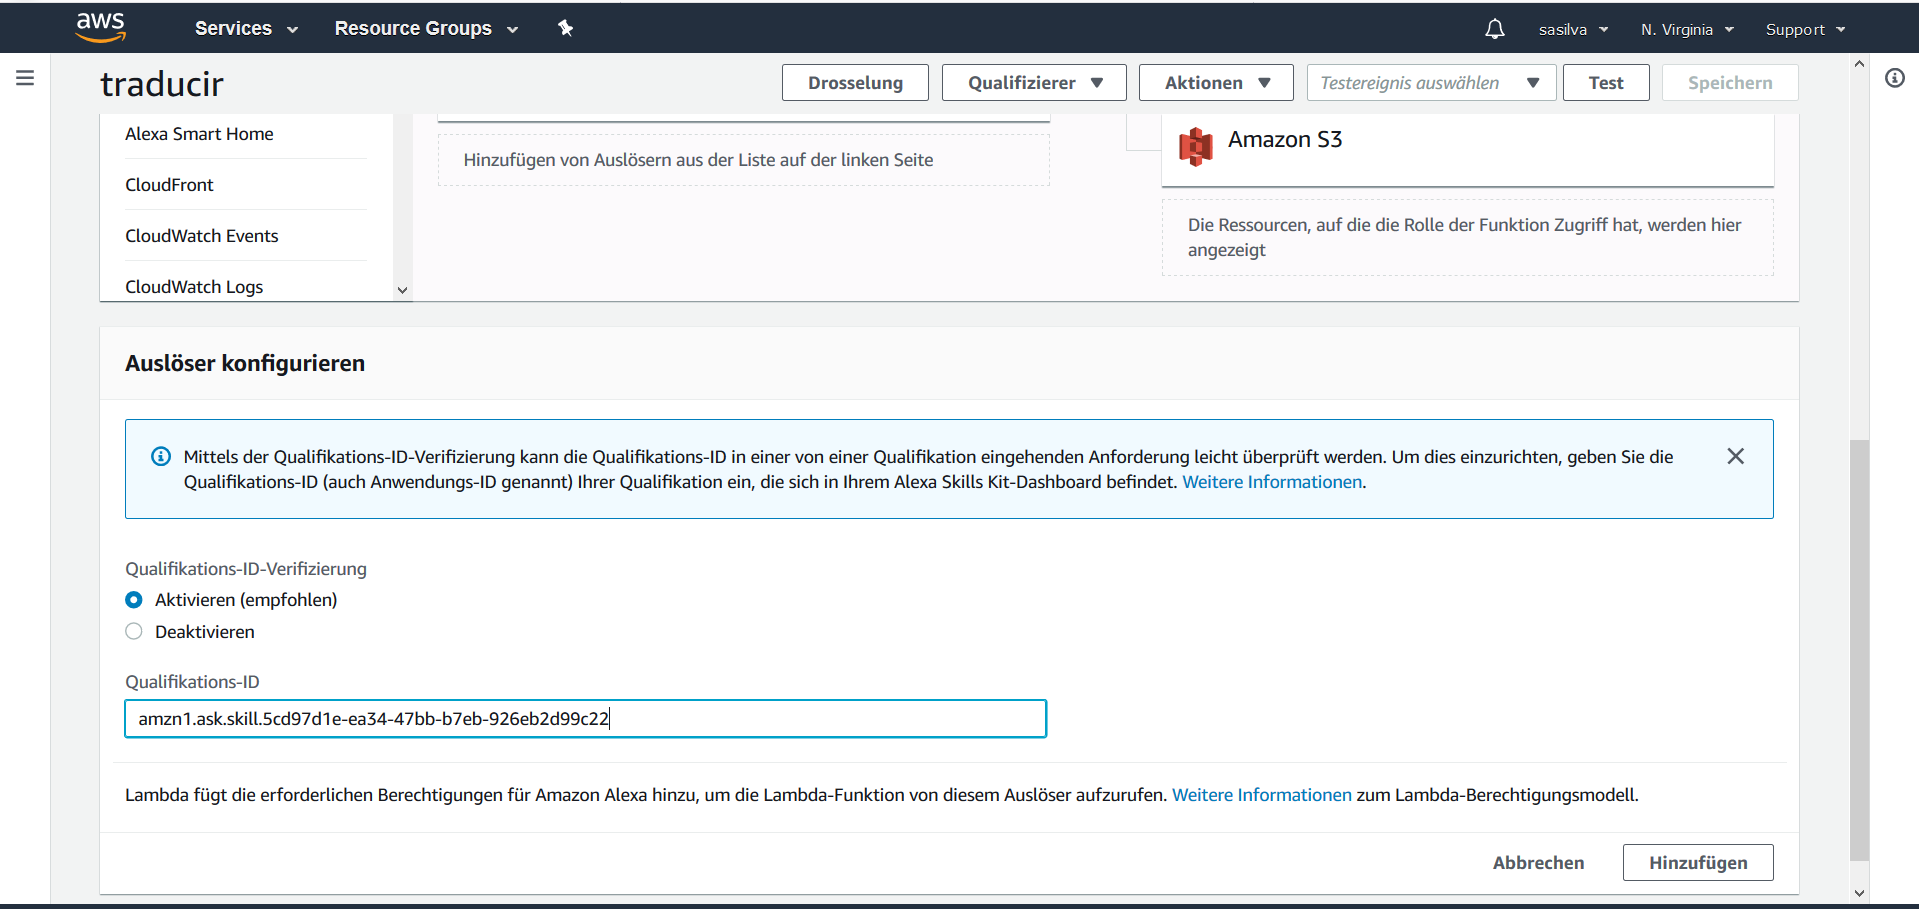 aws Services Resource Groups sasilva N. Virginia Support
traducir Drosselung Qualifizierer Aktionen Testereignis auswählen Test Speichern
Alexa Smart Home
CloudFront
CloudWatch Events
CloudWatch Logs
Hinzufügen von Auslösern aus der Liste auf der linken Seite
Amazon S3
Die Ressourcen, auf die die Rolle der Funktion Zugriff hat, werden hier
angezeigt
Auslöser konfigurieren
Mittels der Qualifikations-ID-Verifizierung kann die Qualifikations-ID in einer von einer Qualifikation eingehenden Anforderung leicht überprüft werden. Um dies einzurichten, geben Sie die
Qualifikations-ID (auch Anwendungs-ID genannt) Ihrer Qualifikation ein, die sich in Ihrem Alexa Skills Kit-Dashboard befindet. Weitere Informationen.
Qualifikations-ID-Verifizierung
Aktivieren (empfohlen)
Deaktivieren
Qualifikations-ID
amzn1.ask.skill.5cd97d1e-ea34-47bb-b7eb-926eb2d99c22
Lambda fügt die erforderlichen Berechtigungen für Amazon Alexa hinzu, um die Lambda-Funktion von diesem Auslöser aufzurufen. Weitere Informationen zum Lambda-Berechtigungsmodell.
Abbrechen Hinzufügen